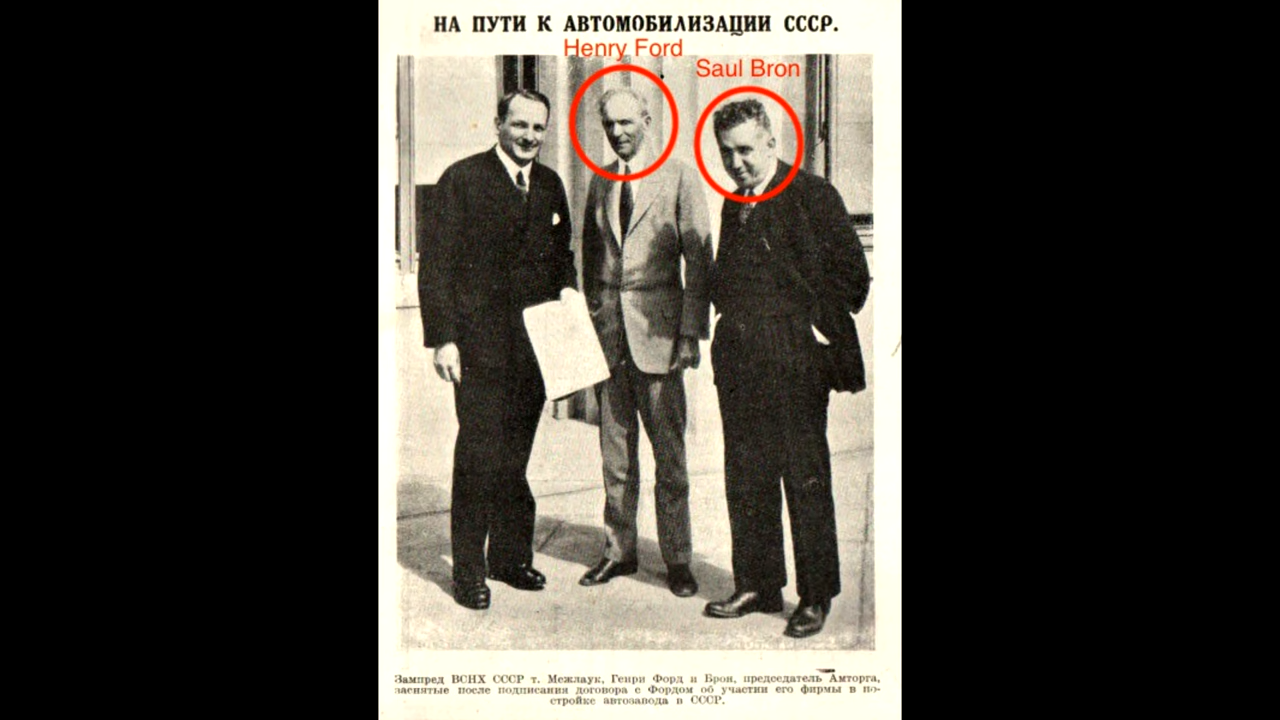 НА ПУТИ К АВТОМОБИЛИЗАЦИИ СССР.
Henry Ford
Saul Bron
Зампред ВСНХ СССР т. Межлаук, Генри Форд и Брон, председатель Амторга,
заснятые после подписания договора с Фордом об участии его фирмы в по-
стройке автозавода в СССР.